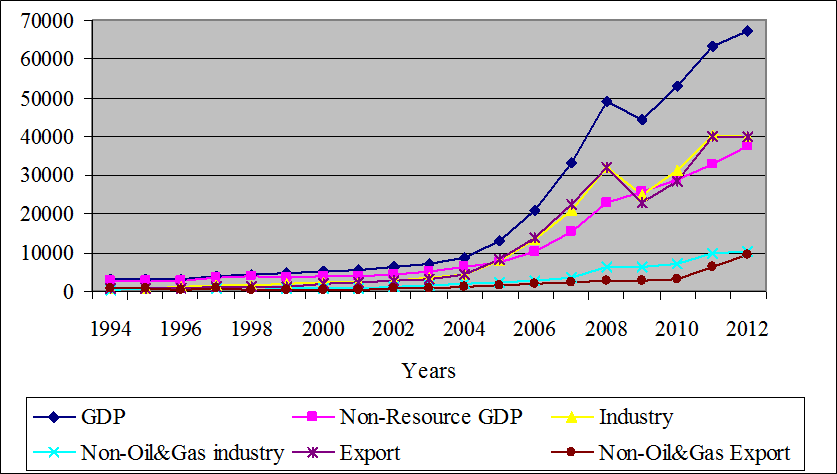 70000
60000
50000
40000
30000
20000
10000
0
1994 1996 1998 2000 2002 2004 2006 2008 2010 2012
Years
GDP Non-Resource GDP Industry
Non-Oil&Gas industry Export Non-Oil&Gas Export